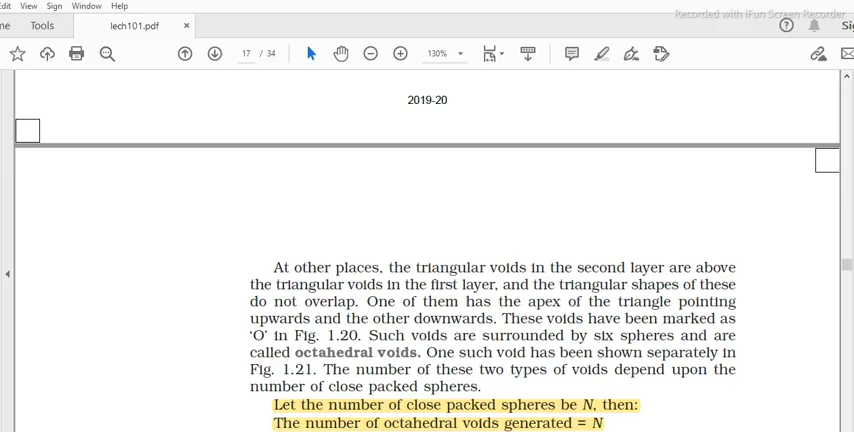 Edit View Sign Window Help
Recorded with iFun Screen Recorder
Tools lech101.pdf ×
17 / 34 130%
2019-20
At other places, the triangular voids in the second layer are above
the triangular voids in the first layer, and the triangular shapes of these
do not overlap. One of them has the apex of the triangle pointing
upwards and the other downwards. These voids have been marked as
‘O’ in Fig. 1.20. Such voids are surrounded by six spheres and are
called octahedral voids. One such void has been shown separately in
Fig. 1.21. The number of these two types of voids depend upon the
number of close packed spheres.
Let the number of close packed spheres be N, then:
The number of octahedral voids generated = N